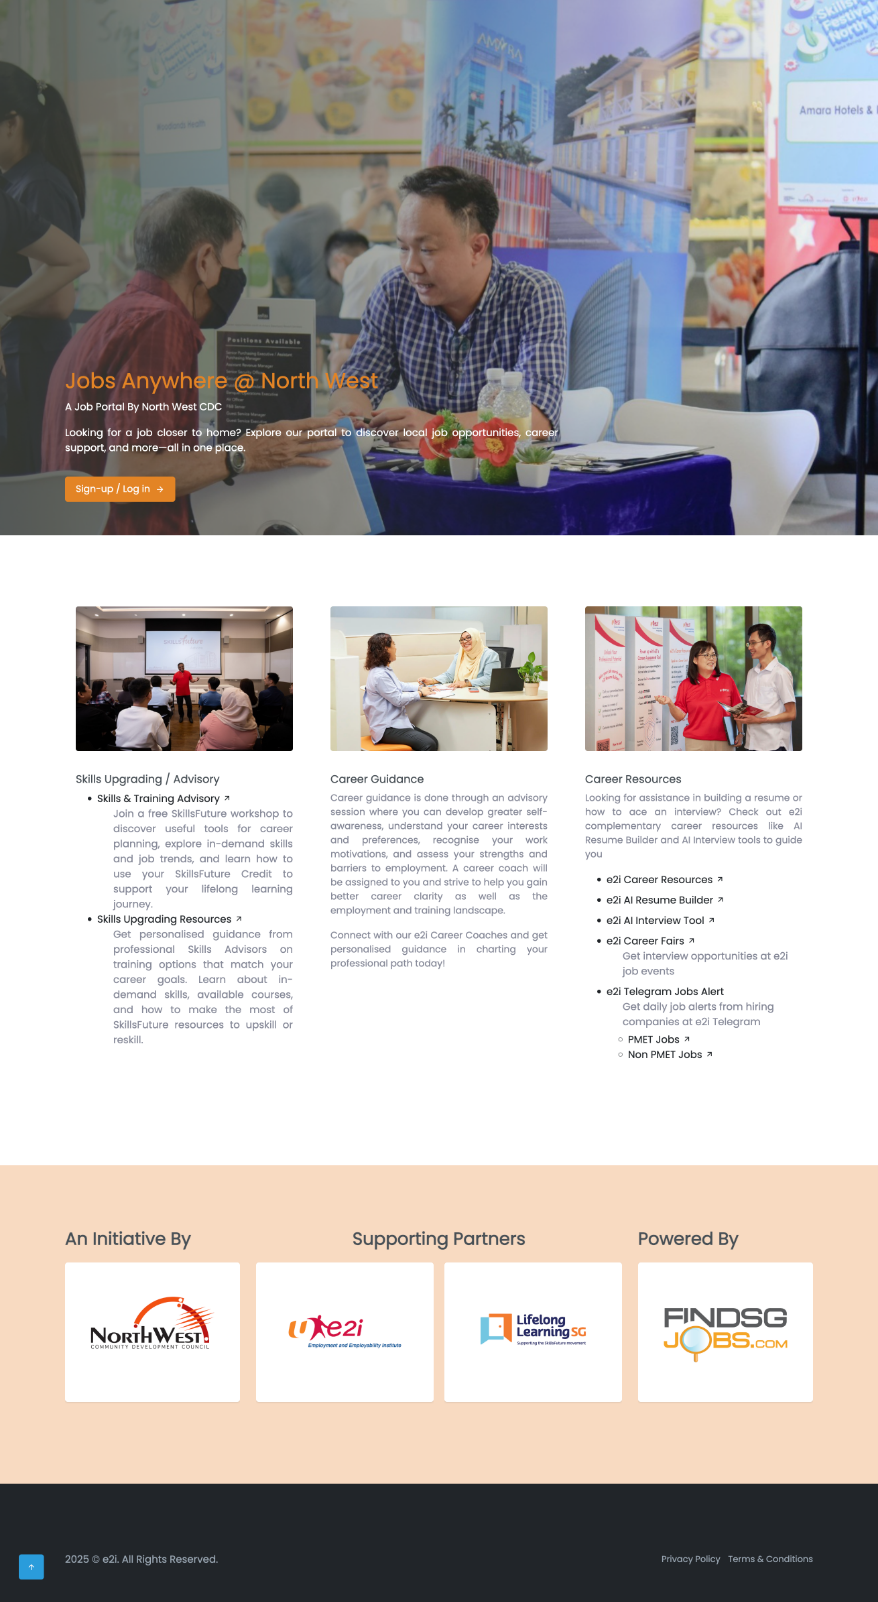 Skills
Festival
North W
AMARA
Woodlands Health
Amara Hotels &
Positions Available
Jobs Anywhere @ North West
A Job Portal By North West CDC
Looking for a job closer to home? Explore our portal to discover local job opportunities, career
support, and more—all in one place.
Sign-up / Log in →
Skills Upgrading / Advisory
• Skills & Training Advisory ↗
Join a free SkillsFuture workshop to
discover useful tools for career
planning, explore in-demand skills
and job trends, and learn how to
use your SkillsFuture Credit to
support your lifelong learning
journey.
• Skills Upgrading Resources ↗
Get personalised guidance from
professional Skills Advisors on
training options that match your
career goals. Learn about in-
demand skills, available courses,
and how to make the most of
SkillsFuture resources to upskill or
reskill.
Career Guidance
Career guidance is done through an advisory
session where you can develop greater self-
awareness, understand your career interests
and preferences, recognise your work
motivations, and assess your strengths and
barriers to employment. A career coach will
be assigned to you and strive to help you gain
better career clarity as well as the
employment and training landscape.
Connect with our e2i Career Coaches and get
personalised guidance in charting your
professional path today!
Career Resources
Looking for assistance in building a resume or
how to ace an interview? Check out e2i
complementary career resources like AI
Resume Builder and AI Interview tools to guide
you
• e2i Career Resources ↗
• e2i AI Resume Builder ↗
• e2i AI Interview Tool ↗
• e2i Career Fairs ↗
Get interview opportunities at e2i
job events
• e2i Telegram Jobs Alert
Get daily job alerts from hiring
companies at e2i Telegram
○ PMET Jobs ↗
○ Non PMET Jobs ↗
An Initiative By
Supporting Partners
Powered By
NORTHWEST
COMMUNITY DEVELOPMENT COUNCIL
e2i
Employment and Employability Institute
Lifelong
Learning SG
Supporting the SkillsFuture movement
FINDSG
JOBS.COM
2025 © e2i. All Rights Reserved.
Privacy Policy
Terms & Conditions